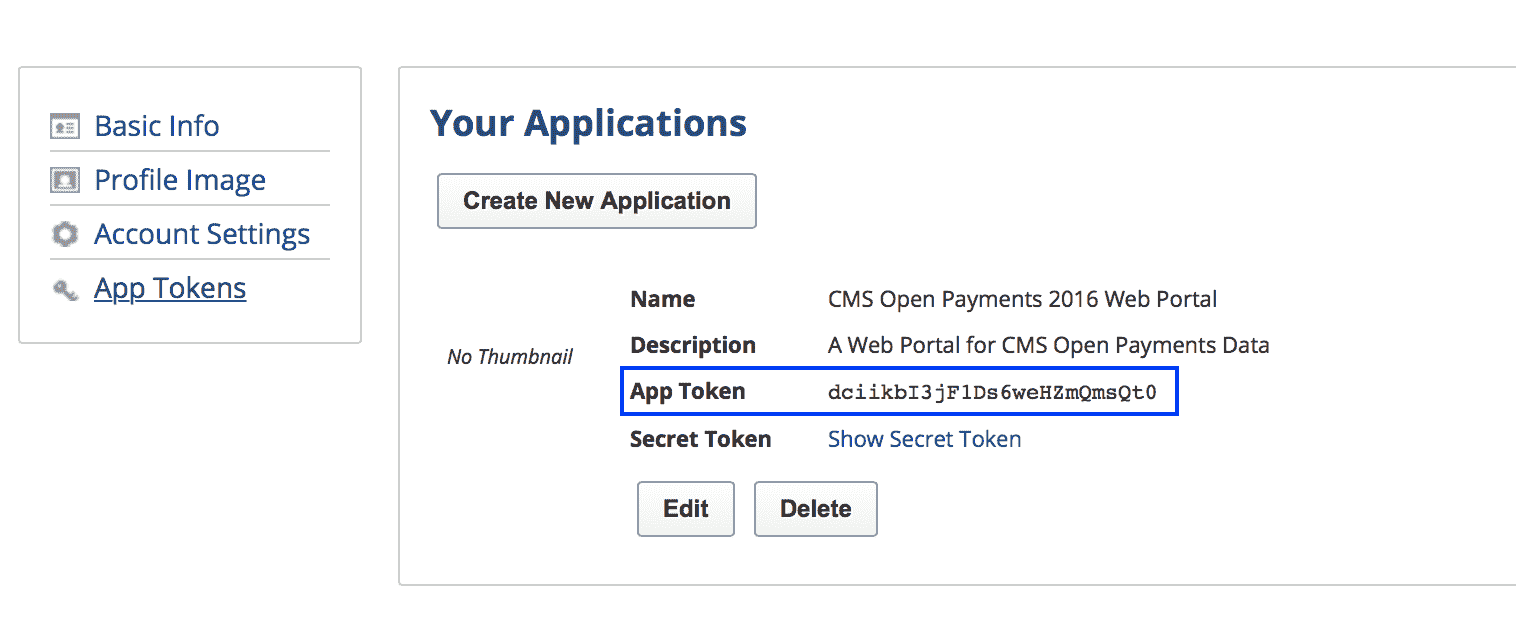 Basic Info
Profile Image
Account Settings
App Tokens
Your Applications
Create New Application
No Thumbnail
Name CMS Open Payments 2016 Web Portal
Description A Web Portal for CMS Open Payments Data
App Token dciikbI3jF1Ds6weHZmQmsQt0
Secret Token Show Secret Token
Edit Delete